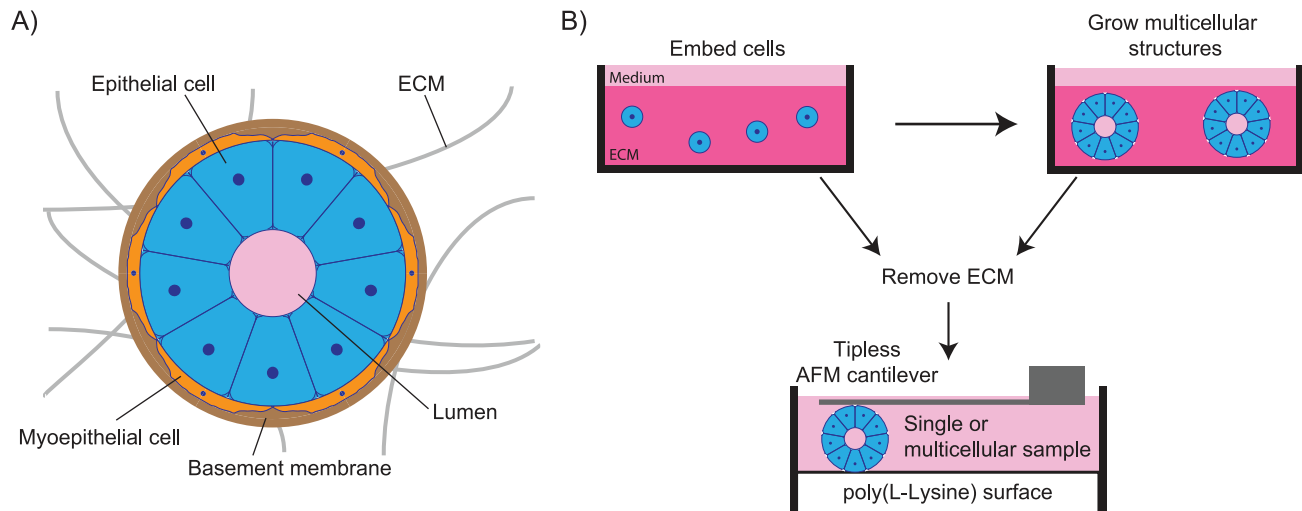 A)
Epithelial cell
ECM
Lumen
Myoepithelial cell
Basement membrane
B)
Embed cells
Medium
ECM
Grow multicellular
structures
Remove ECM
Tipless
AFM cantilever
Single or
multicellular sample
poly(L-Lysine) surface